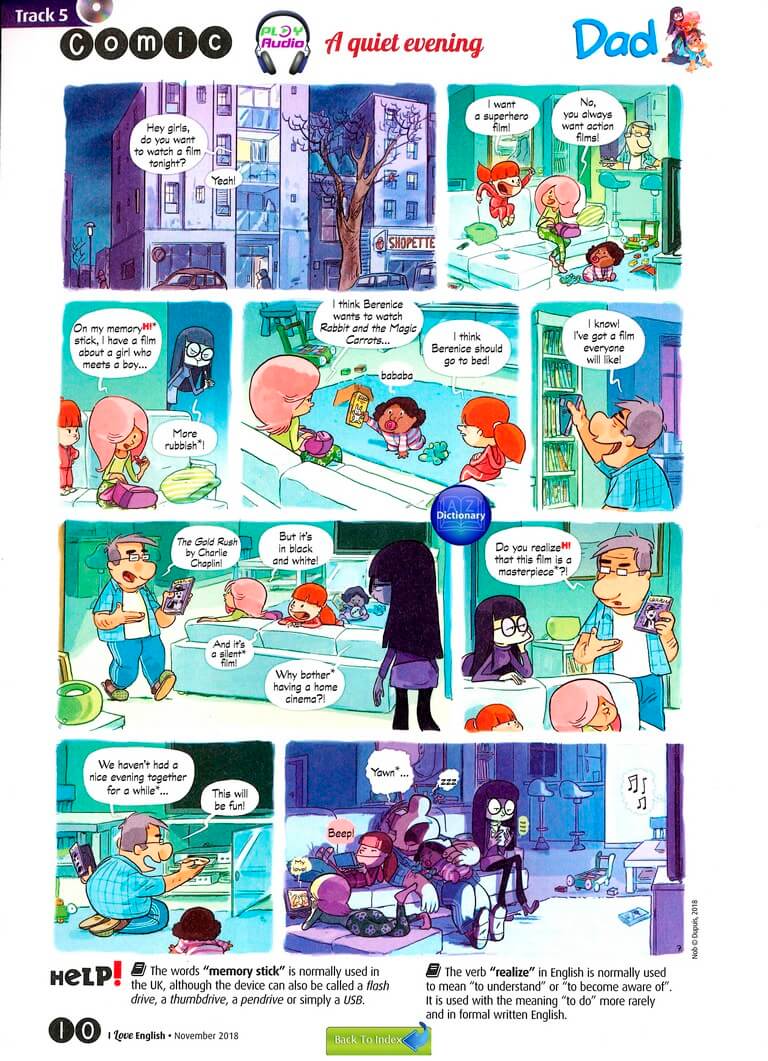 Track 5
Comic
PLAY
Audio
A quiet evening
Dad
Hey girls,
do you want
to watch a film
tonight?
Yeah!
SHOPETTE
I want
a superhero
film!
No,
you always
want action
films!
On my memory H!*
stick, I have a film
about a girl who
meets a boy...
More
rubbish*!
I think Berenice
wants to watch
Rabbit and the Magic
Carrots...
bababa
I think
Berenice should
go to bed!
I know!
I've got a film
everyone
will like!
The Gold Rush
by Charlie
Chaplin!
But it's
in black
and white!
And it's
a silent*
film!
Why bother*
having a home
cinema?!
A Z
Dictionary
Do you realize H!
that this film is a
masterpiece*?!
We haven't had a
nice evening together
for a while*...
This
will be
fun!
Yawn*...
zzz
Beep!
My
love!
Nob © Dupuis, 2018
HELP!
The words "memory stick" is normally used in
the UK, although the device can also be called a flash
drive, a thumbdrive, a pendrive or simply a USB.
The verb "realize" in English is normally used
to mean "to understand" or "to become aware of".
It is used with the meaning "to do" more rarely
and in formal written English.
10
I Love English • November 2018
Back To Index